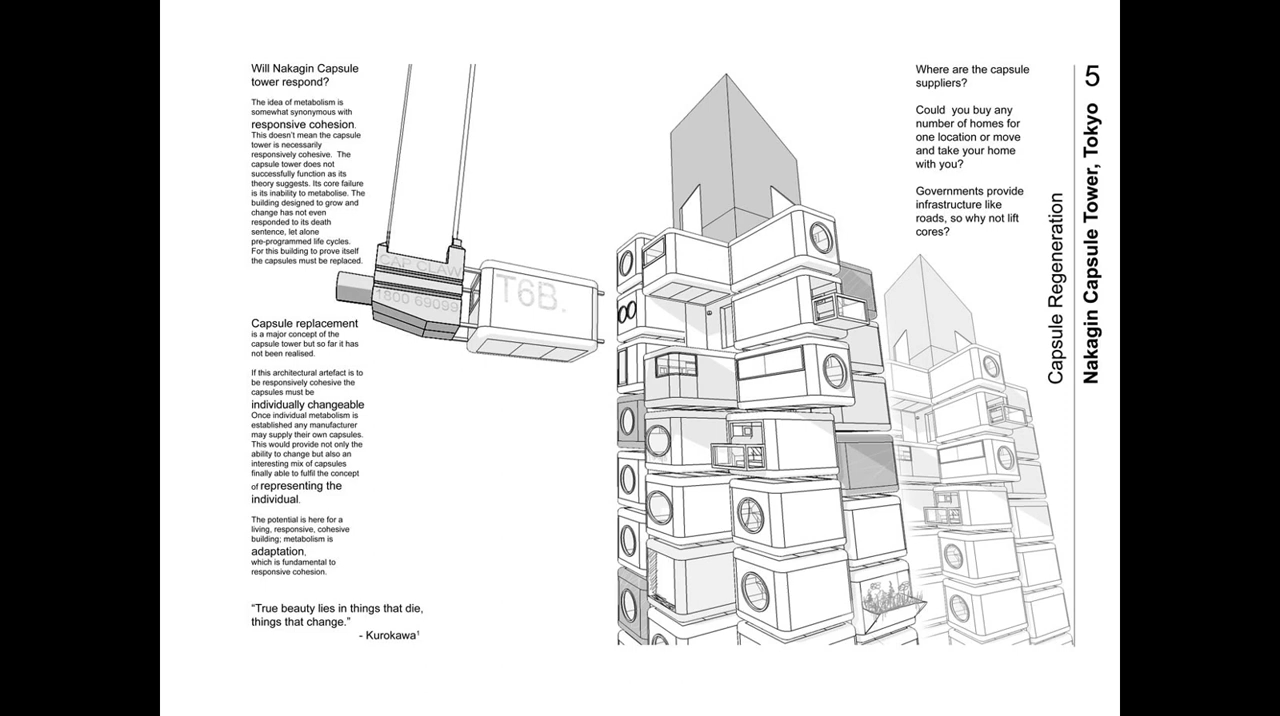 Will Nakagin Capsule
tower respond?
The idea of metabolism is
somewhat synonymous with
responsive cohesion.
This doesn't mean the capsule
tower is necessarily
responsively cohesive. The
capsule tower does not
successfully function as its
theory suggests. Its core failure
is its inability to metabolise. The
building designed to grow and
change has not even
responded to its death
sentence, let alone
pre-programmed life cycles.
For this building to prove itself
the capsules must be replaced.
Capsule replacement
is a major concept of the
capsule tower but so far it has
not been realised.
If this architectural artefact is to
be responsively cohesive the
capsules must be
individually changeable
Once individual metabolism is
established any manufacturer
may supply their own capsules.
This would provide not only the
ability to change but also an
interesting mix of capsules
finally able to fulfil the concept
of representing the
individual.
The potential is here for a
living, responsive, cohesive
building; metabolism is
adaptation,
which is fundamental to
responsive cohesion.
“True beauty lies in things that die,
things that change.”
- Kurokawa¹
CAP CLAW
1800 69099
T6B.
Where are the capsule
suppliers?
Could you buy any
number of homes for
one location or move
and take your home
with you?
Governments provide
infrastructure like
roads, so why not lift
cores?
Capsule Regeneration
Nakagin Capsule Tower, Tokyo 5